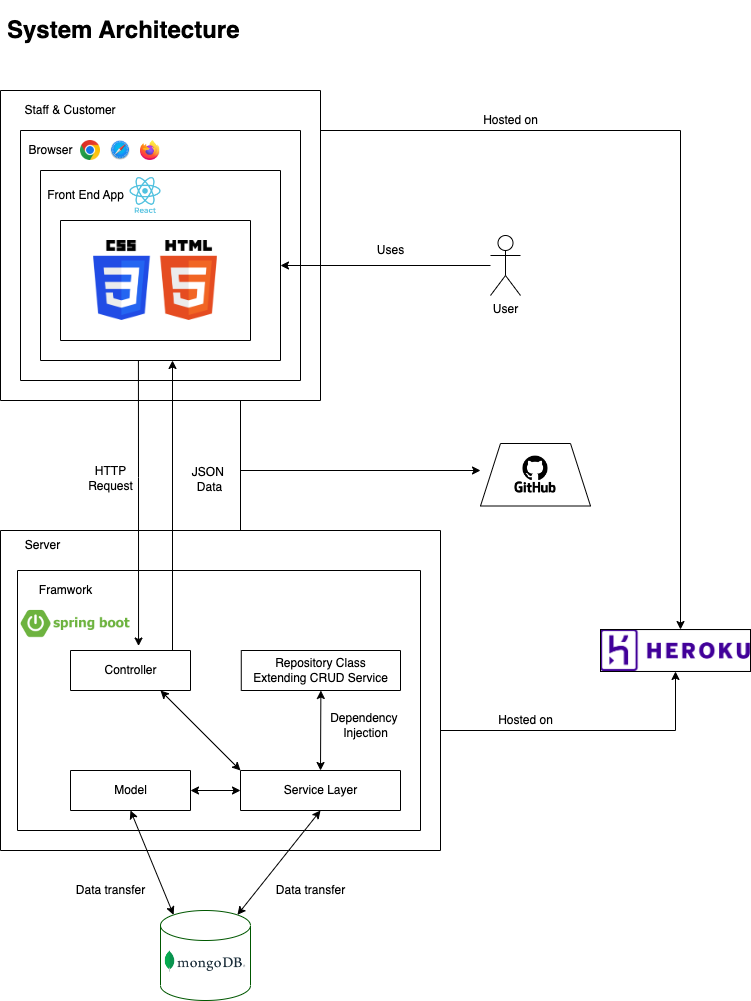 System Architecture
Staff & Customer
Hosted on
Browser
Front End App
React
CSS HTML
Uses
User
HTTP
Request
JSON
Data
GitHub
Server
Framwork
spring boot
Controller
Repository Class
Extending CRUD Service
HEROKU
Dependency
Injection
Hosted on
Model
Service Layer
Data transfer
Data transfer
mongoDB.